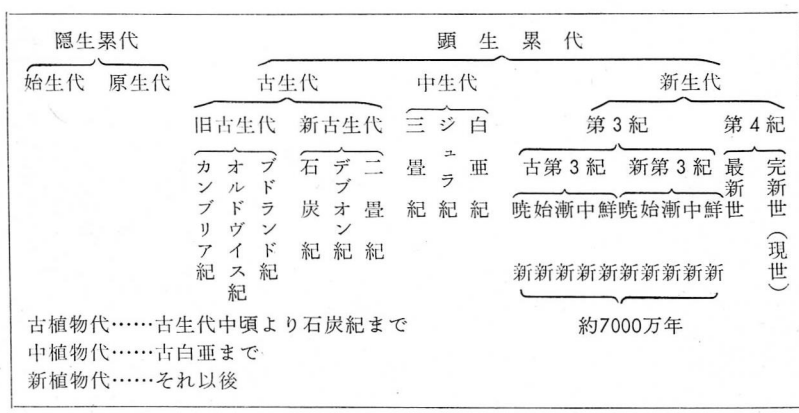 隠生累代 顕生累代
始生代 原生代 古生代 中生代 新生代
旧古生代 新古生代 三畳紀 ジュラ紀 白亜紀 第3紀 第4紀
カンブリア紀 オルドヴイス紀 ブドランド紀 石炭紀 デブオン紀 二畳紀 古第3紀 新第3紀 最新世 完新世(現世)
暁始漸中鮮暁始漸中鮮
新新新新新新新新新新
古植物代……古生代中頃より石炭紀まで 約7000万年
中植物代……古白亜まで
新植物代……それ以後